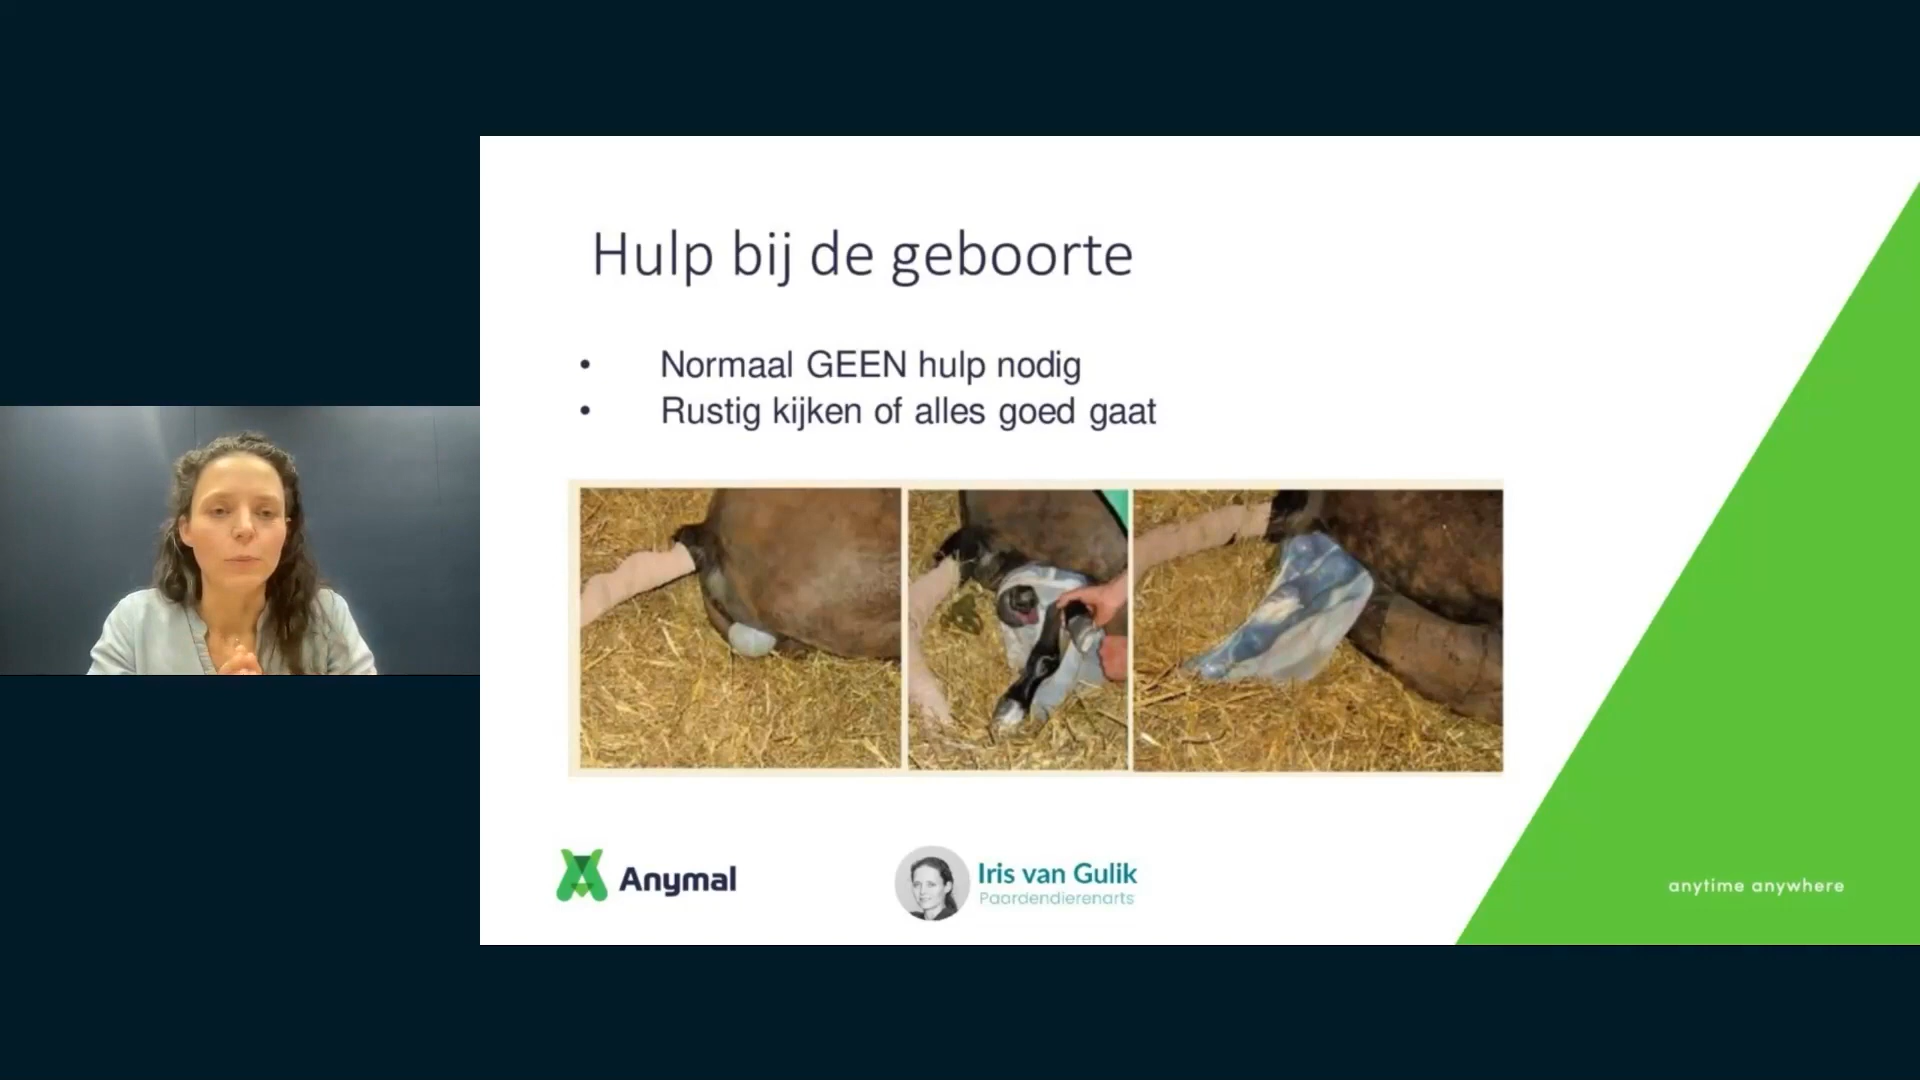 Hulp bij de geboorte
• Normaal GEEN hulp nodig
• Rustig kijken of alles goed gaat
Anymal
Iris van Gulik
Paardendierenarts
anytime anywhere